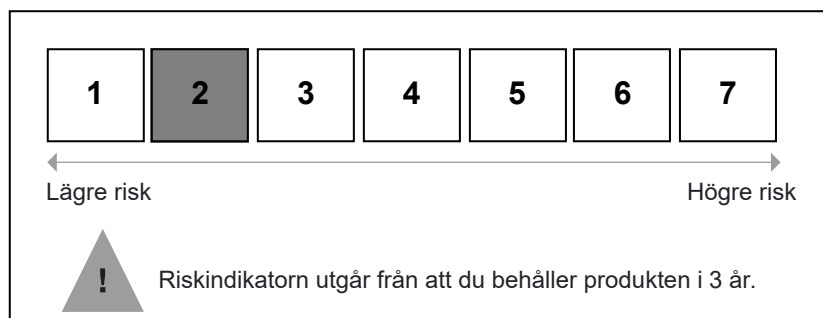 1 2 3 4 5 6 7
Lägre risk Högre risk
! Riskindikatorn utgår från att du behåller produkten i 3 år.